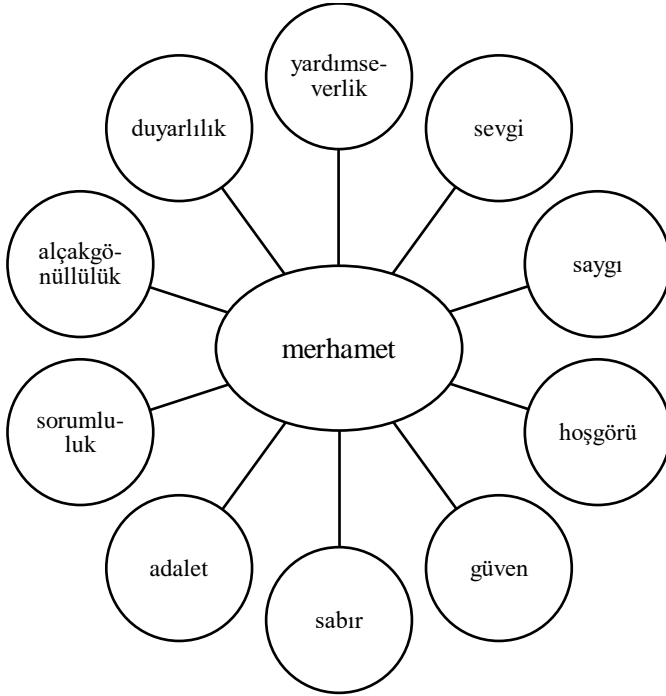 yardımse-
verlik
sevgi
saygı
hoşgörü
güven
sabır
adalet
sorumlu-
luk
alçakgö-
nüllülük
duyarlılık
merhamet